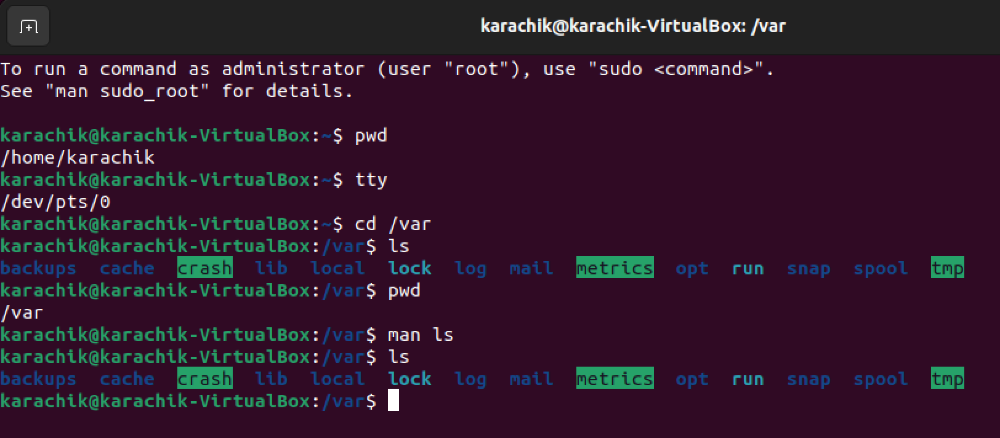 karachik@karachik-VirtualBox: /var
To run a command as administrator (user "root"), use "sudo <command>".
See "man sudo_root" for details.
karachik@karachik-VirtualBox:~$ pwd
/home/karachik
karachik@karachik-VirtualBox:~$ tty
/dev/pts/0
karachik@karachik-VirtualBox:~$ cd /var
karachik@karachik-VirtualBox:/var$ ls
backups  cache  crash  lib  local  lock  log  mail  metrics  opt  run  snap  spool  tmp
karachik@karachik-VirtualBox:/var$ pwd
/var
karachik@karachik-VirtualBox:/var$ man ls
karachik@karachik-VirtualBox:/var$ ls
backups  cache  crash  lib  local  lock  log  mail  metrics  opt  run  snap  spool  tmp
karachik@karachik-VirtualBox:/var$